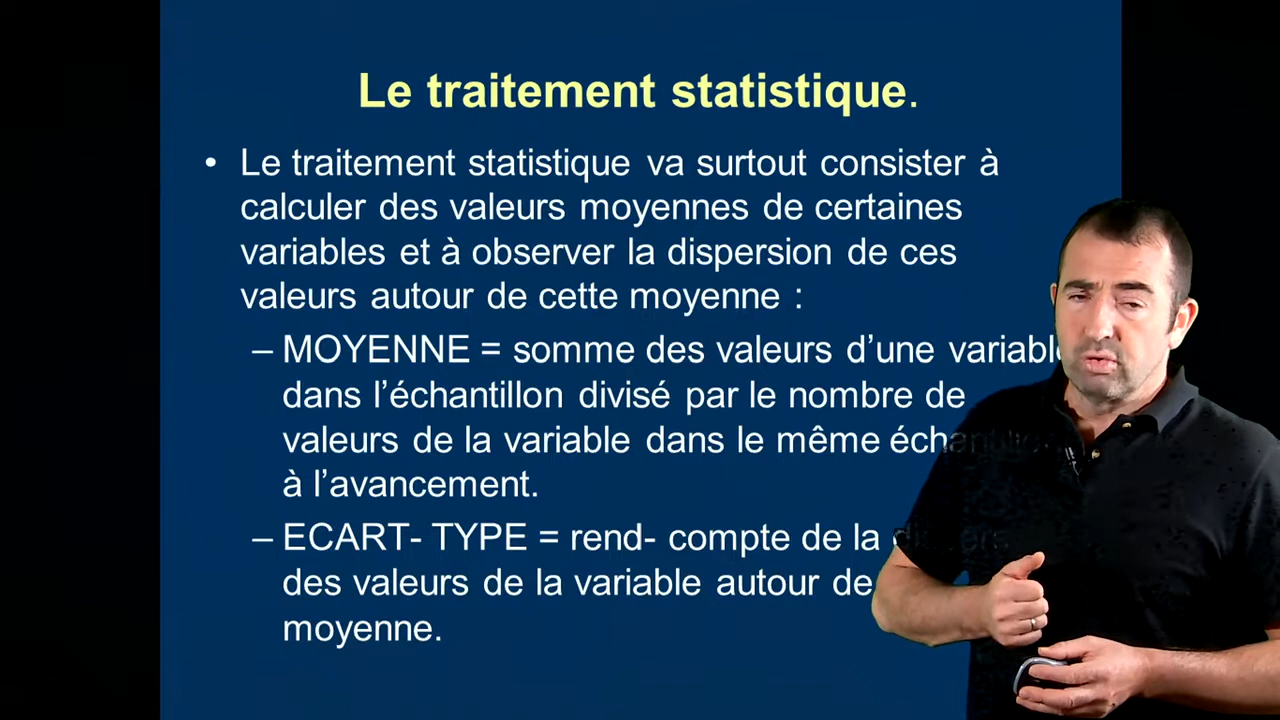 Le traitement statistique.
• Le traitement statistique va surtout consister à
calculer des valeurs moyennes de certaines
variables et à observer la dispersion de ces
valeurs autour de cette moyenne :
– MOYENNE = somme des valeurs d’une variable
dans l’échantillon divisé par le nombre de
valeurs de la variable dans le même
à l’avancement.
– ECART- TYPE = rend- compte de la
des valeurs de la variable autour de
moyenne.